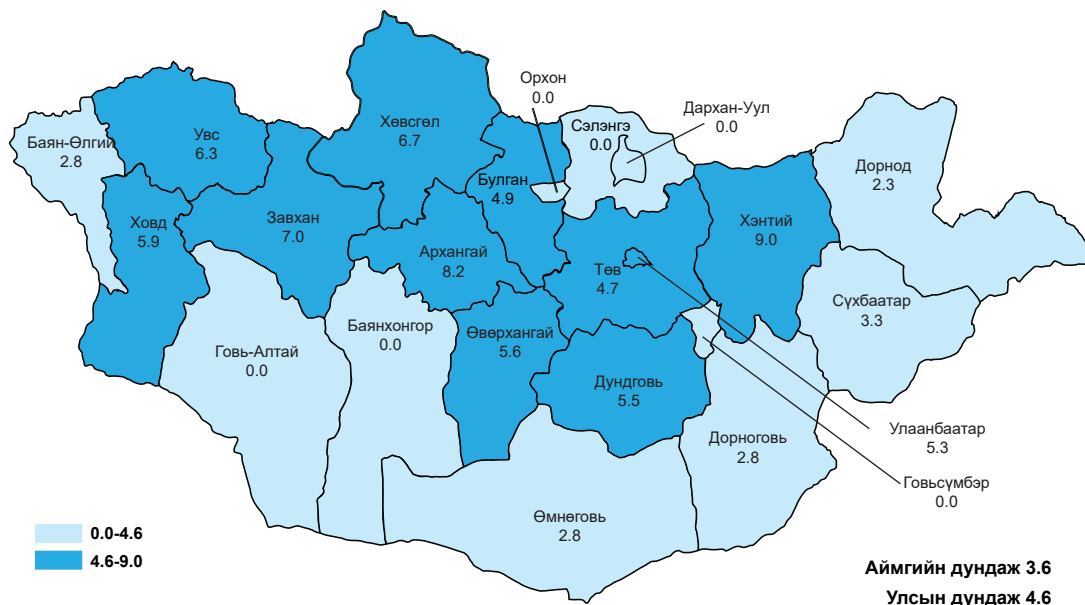 Орхон
0.0
Дархан-Уул
0.0
Сэлэнгэ
0.0
Хөвсгөл
6.7
Увс
6.3
Баян-Өлгий
2.8
Булган
4.9
Дорнод
2.3
Ховд
5.9
Завхан
7.0
Хэнтий
9.0
Архангай
8.2
Төв
4.7
Сүхбаатар
3.3
Баянхонгор
0.0
Өвөрхангай
5.6
Говь-Алтай
0.0
Дундговь
5.5
Улаанбаатар
5.3
Дорноговь
2.8
Говьсүмбэр
0.0
Өмнөговь
2.8
0.0-4.6
4.6-9.0
Аймгийн дундаж 3.6
Улсын дундаж 4.6